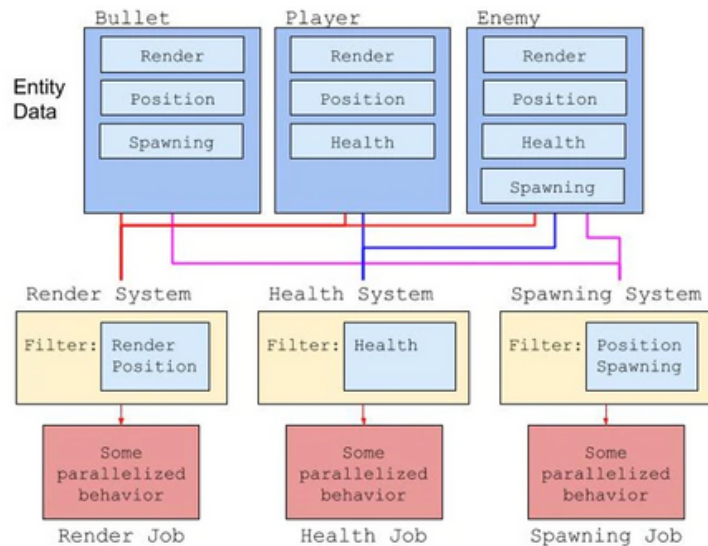 Bullet
Player
Enemy
Entity
Data
Render
Position
Spawning
Render
Position
Health
Render
Position
Health
Spawning
Render System
Health System
Spawning System
Filter:
Render
Position
Filter:
Health
Filter:
Position
Spawning
Some
parallelized
behavior
Some
parallelized
behavior
Some
parallelized
behavior
Render Job
Health Job
Spawning Job